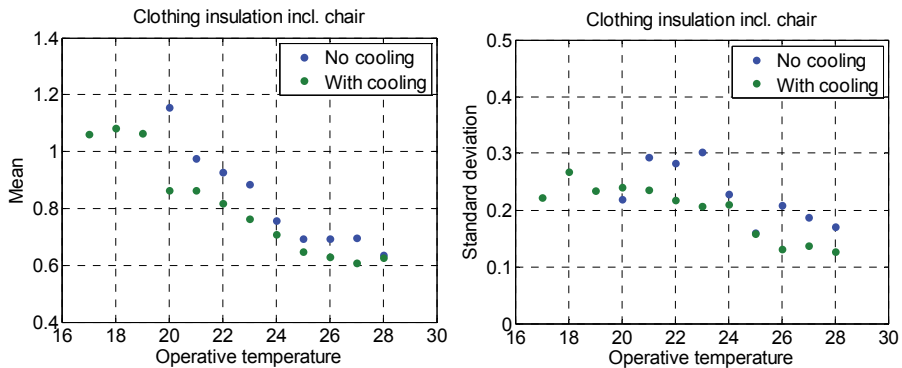 Clothing insulation incl. chair
1.4
1.2
1
0.8
0.6
0.4
Mean
No cooling
With cooling
16 18 20 22 24 26 28 30
Operative temperature
Clothing insulation incl. chair
0.5
0.4
0.3
0.2
0.1
0
Standard deviation
No cooling
With cooling
16 18 20 22 24 26 28 30
Operative temperature